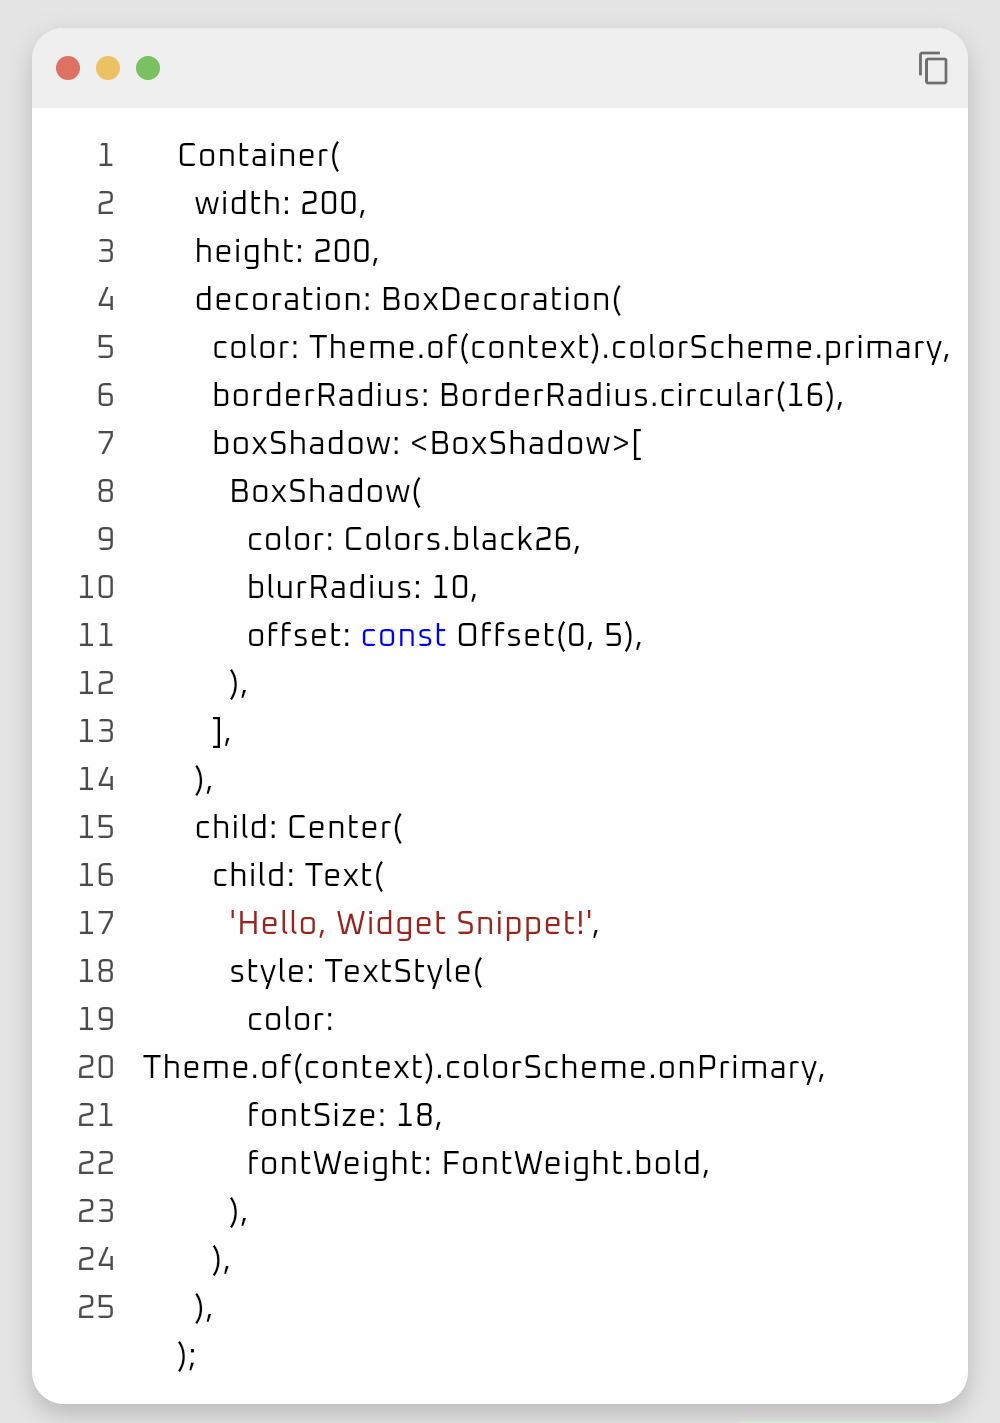 1 Container(
2 width: 200,
3 height: 200,
4 decoration: BoxDecoration(
5 color: Theme.of(context).colorScheme.primary,
6 borderRadius: BorderRadius.circular(16),
7 boxShadow: <BoxShadow>[
8 BoxShadow(
9 color: Colors.black26,
10 blurRadius: 10,
11 offset: const Offset(0, 5),
12 ),
13 ],
14 ),
15 child: Center(
16 child: Text(
17 'Hello, Widget Snippet!',
18 style: TextStyle(
19 color:
20 Theme.of(context).colorScheme.onPrimary,
21 fontSize: 18,
22 fontWeight: FontWeight.bold,
23 ),
24 ),
25 ),
);